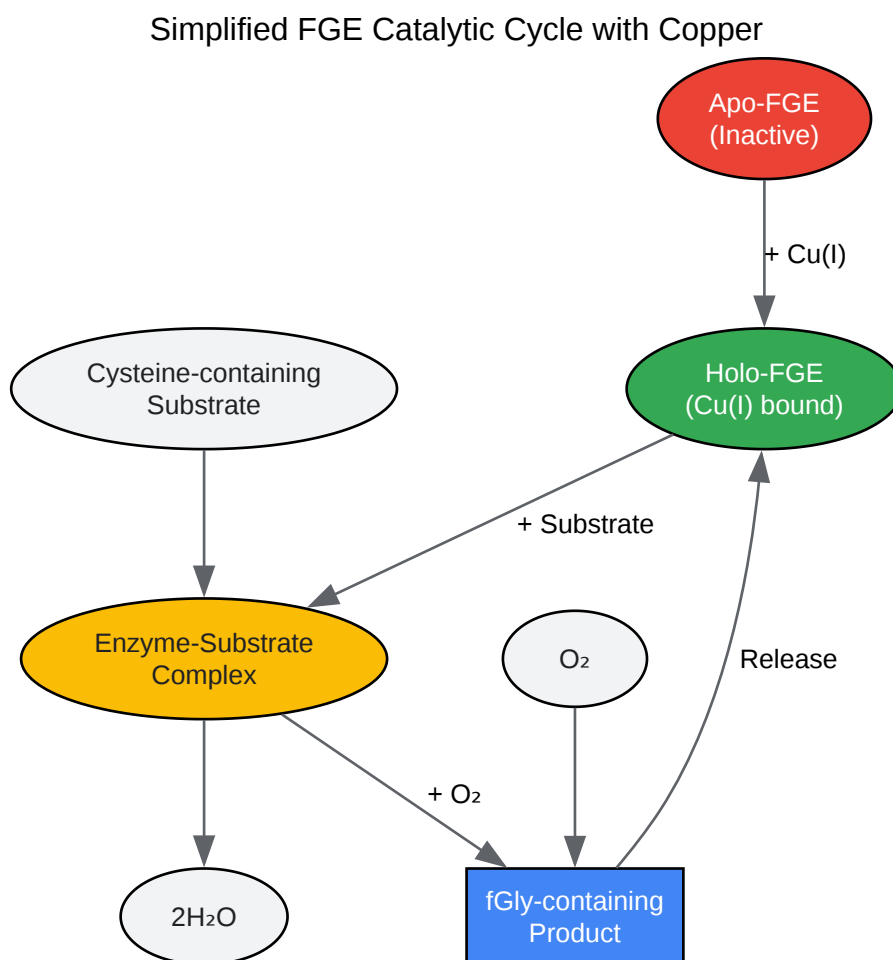 Simplified FGE Catalytic Cycle with Copper
Apo-FGE
(Inactive)
+ Cu(I)
Cysteine-containing
Substrate
Holo-FGE
(Cu(I) bound)
+ Substrate
Enzyme-Substrate
Complex
O₂
Release
+ O₂
2H₂O
fGly-containing
Product